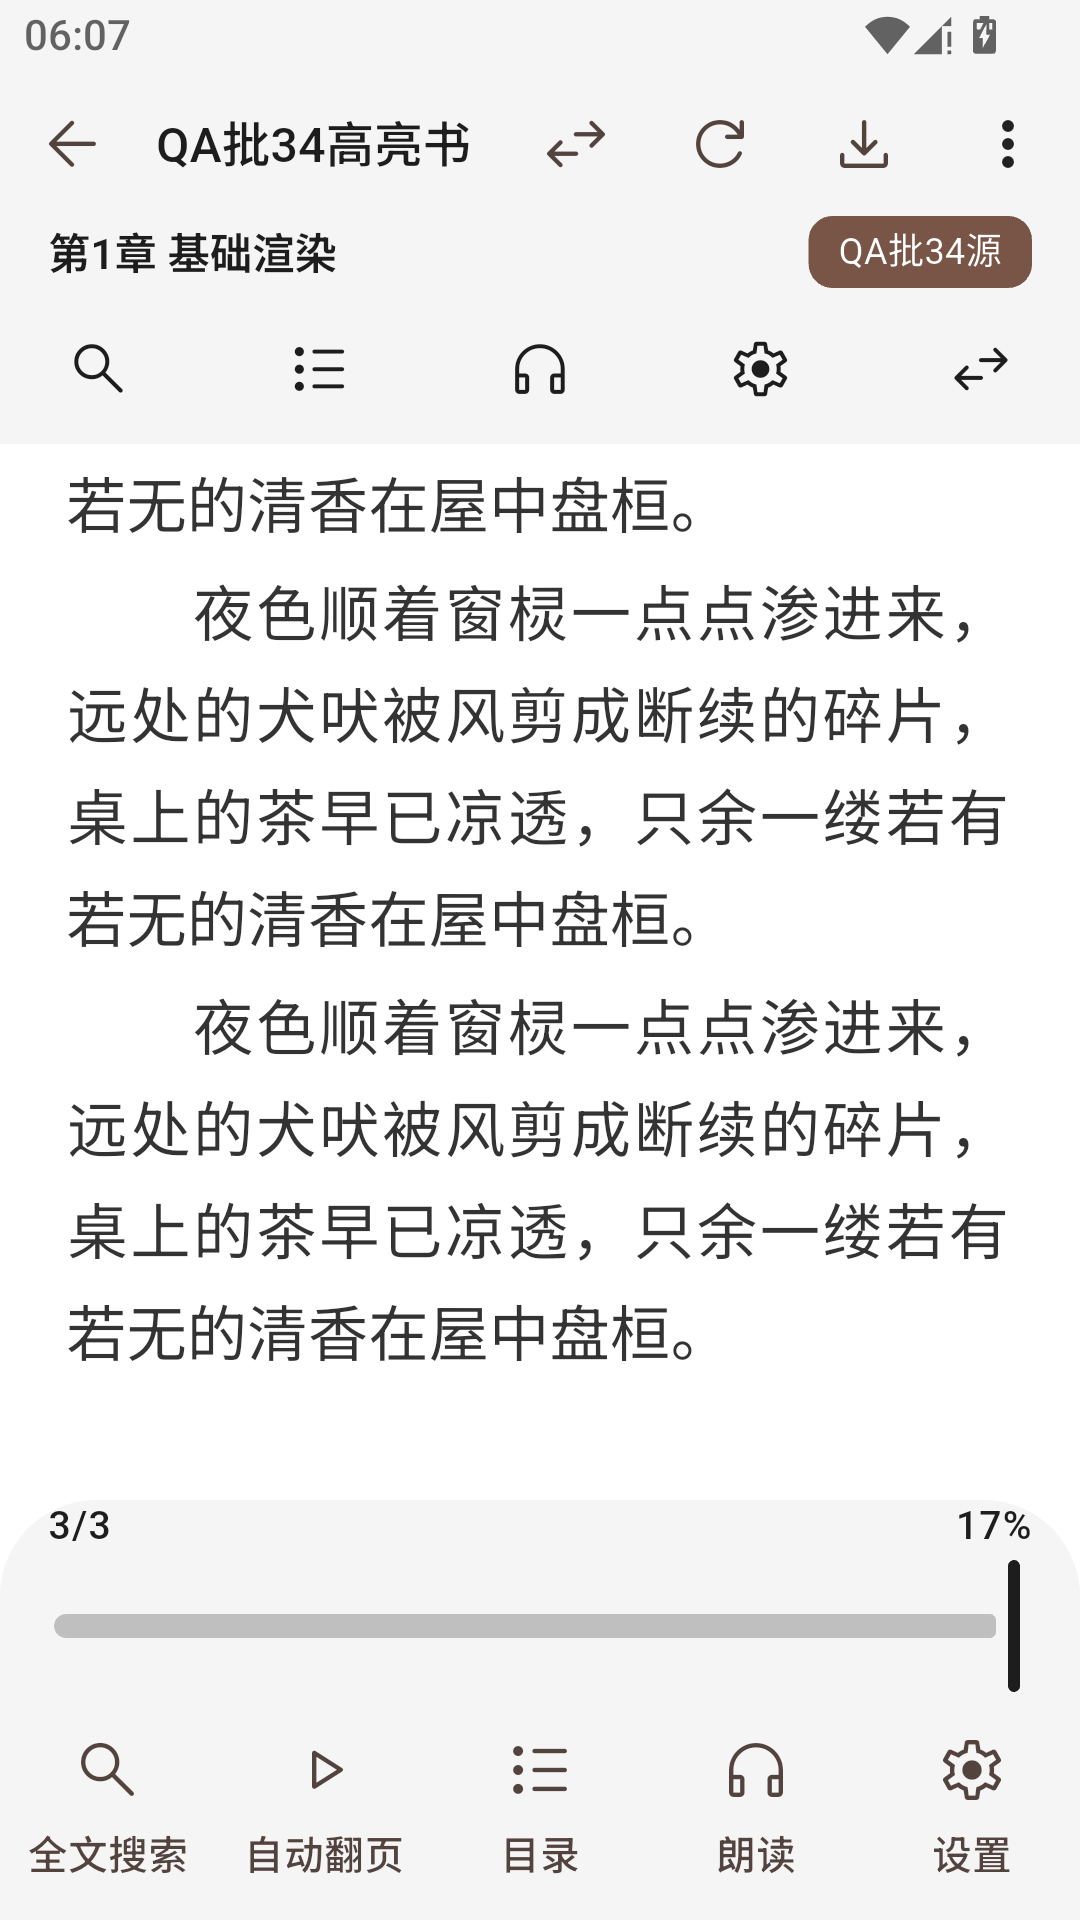 06:07
QA批34高亮书
第1章 基础渲染
QA批34源
若无的清香在屋中盘桓。
夜色顺着窗棂一点点渗进来，
远处的犬吠被风剪成断续的碎片，
桌上的茶早已凉透，只余一缕若有
若无的清香在屋中盘桓。
夜色顺着窗棂一点点渗进来，
远处的犬吠被风剪成断续的碎片，
桌上的茶早已凉透，只余一缕若有
若无的清香在屋中盘桓。
3/3
17%
全文搜索
自动翻页
目录
朗读
设置